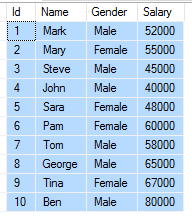 Id Name Gender Salary
1 Mark Male 52000
2 Mary Female 55000
3 Steve Male 45000
4 John Male 40000
5 Sara Female 48000
6 Pam Female 60000
7 Tom Male 58000
8 George Male 65000
9 Tina Female 67000
10 Ben Male 80000